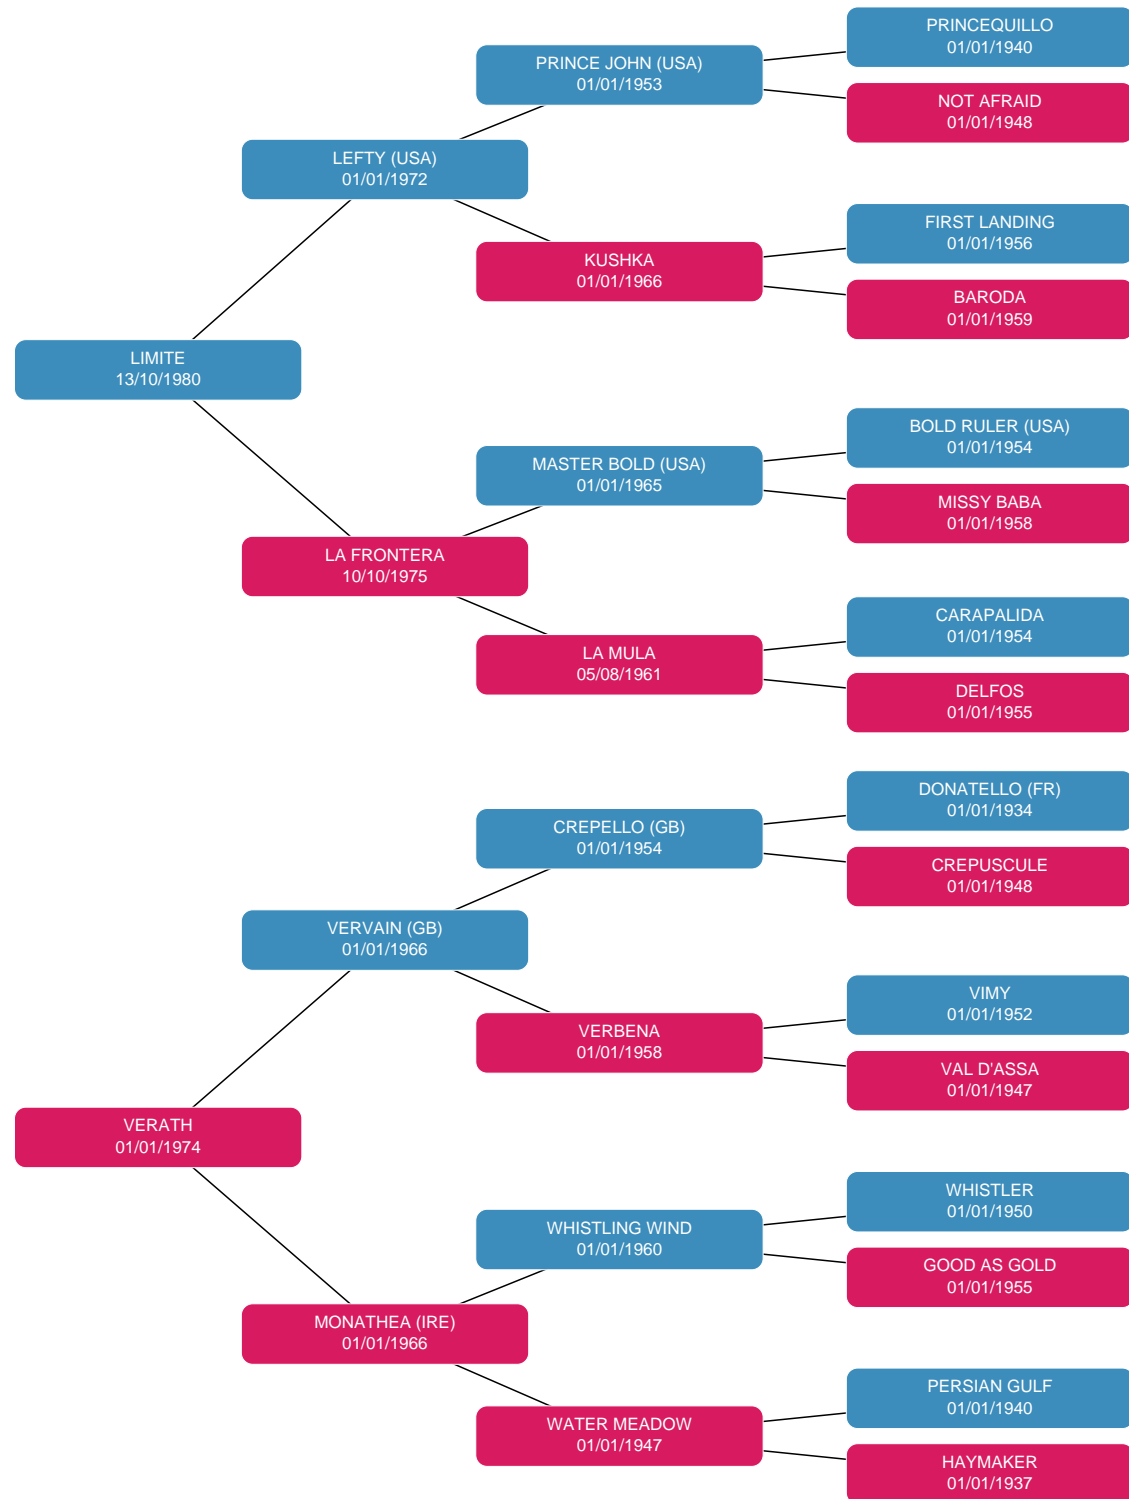 PRINCEQUILLO
01/01/1940
PRINCE JOHN (USA)
01/01/1953
NOT AFRAID
01/01/1948
LEFTY (USA)
01/01/1972
FIRST LANDING
01/01/1956
KUSHKA
01/01/1966
BARODA
01/01/1959
LIMITE
13/10/1980
BOLD RULER (USA)
01/01/1954
MASTER BOLD (USA)
01/01/1965
MISSY BABA
01/01/1958
LA FRONTERA
10/10/1975
CARAPALIDA
01/01/1954
LA MULA
05/08/1961
DELFOS
01/01/1955
DONATELLO (FR)
01/01/1934
CREPELLO (GB)
01/01/1954
CREPUSCULE
01/01/1948
VERVAIN (GB)
01/01/1966
VIMY
01/01/1952
VERBENA
01/01/1958
VAL D'ASSA
01/01/1947
VERATH
01/01/1974
WHISTLER
01/01/1950
WHISTLING WIND
01/01/1960
GOOD AS GOLD
01/01/1955
MONATHEA (IRE)
01/01/1966
PERSIAN GULF
01/01/1940
WATER MEADOW
01/01/1947
HAYMAKER
01/01/1937